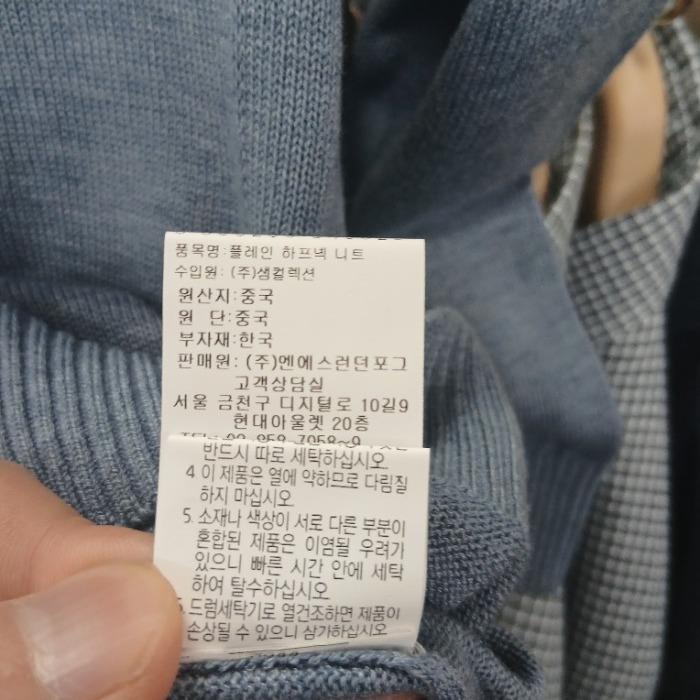 품목명:플레인 하프넥 니트
수입원: (주)샘컬렉션
원산지:중국
원 단:중국
부자재:한국
판매원: (주)엔에스런던포그
고객상담실
서울 금천구 디지털로 10길9
현대아울렛 20층
TEL: 02-858-7058~9
반드시 따로 세탁하십시오
4. 이 제품은 열에 약하므로 다림질
하지 마십시오
5. 소재나 색상이 서로 다른 부분이
혼합된 제품은 이염될 우려가
있으니 빠른 시간 안에 세탁
하여 탈수하십시오
6. 드럼세탁기로 열건조하면 제품이
손상될 수 있으니 삼가하십시오